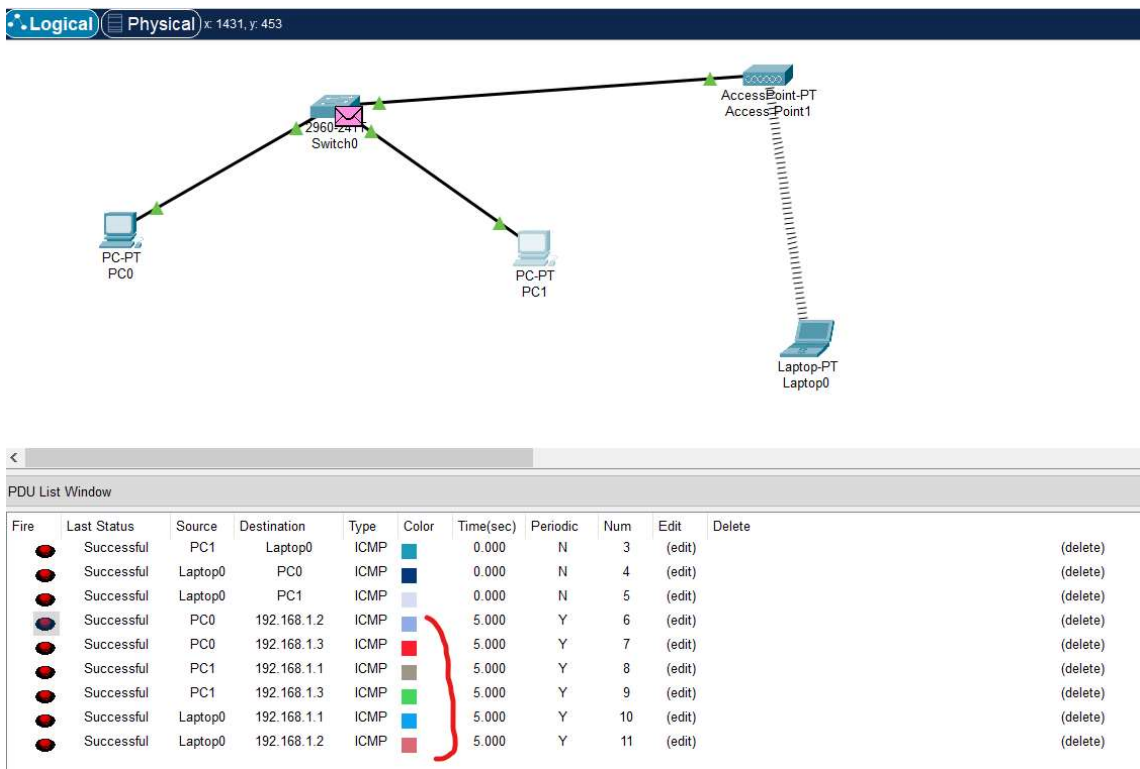 Logical Physical x: 1431, y: 453
AccessPoint-PT
Access Point1
2960-24TT
Switch0
PC-PT
PC0
PC-PT
PC1
Laptop-PT
Laptop0
<
PDU List Window
Fire Last Status Source Destination Type Color Time(sec) Periodic Num Edit Delete
Successful PC1 Laptop0 ICMP 0.000 N 3 (edit) (delete)
Successful Laptop0 PC0 ICMP 0.000 N 4 (edit) (delete)
Successful Laptop0 PC1 ICMP 0.000 N 5 (edit) (delete)
Successful PC0 192.168.1.2 ICMP 5.000 Y 6 (edit) (delete)
Successful PC0 192.168.1.3 ICMP 5.000 Y 7 (edit) (delete)
Successful PC1 192.168.1.1 ICMP 5.000 Y 8 (edit) (delete)
Successful PC1 192.168.1.3 ICMP 5.000 Y 9 (edit) (delete)
Successful Laptop0 192.168.1.1 ICMP 5.000 Y 10 (edit) (delete)
Successful Laptop0 192.168.1.2 ICMP 5.000 Y 11 (edit) (delete)